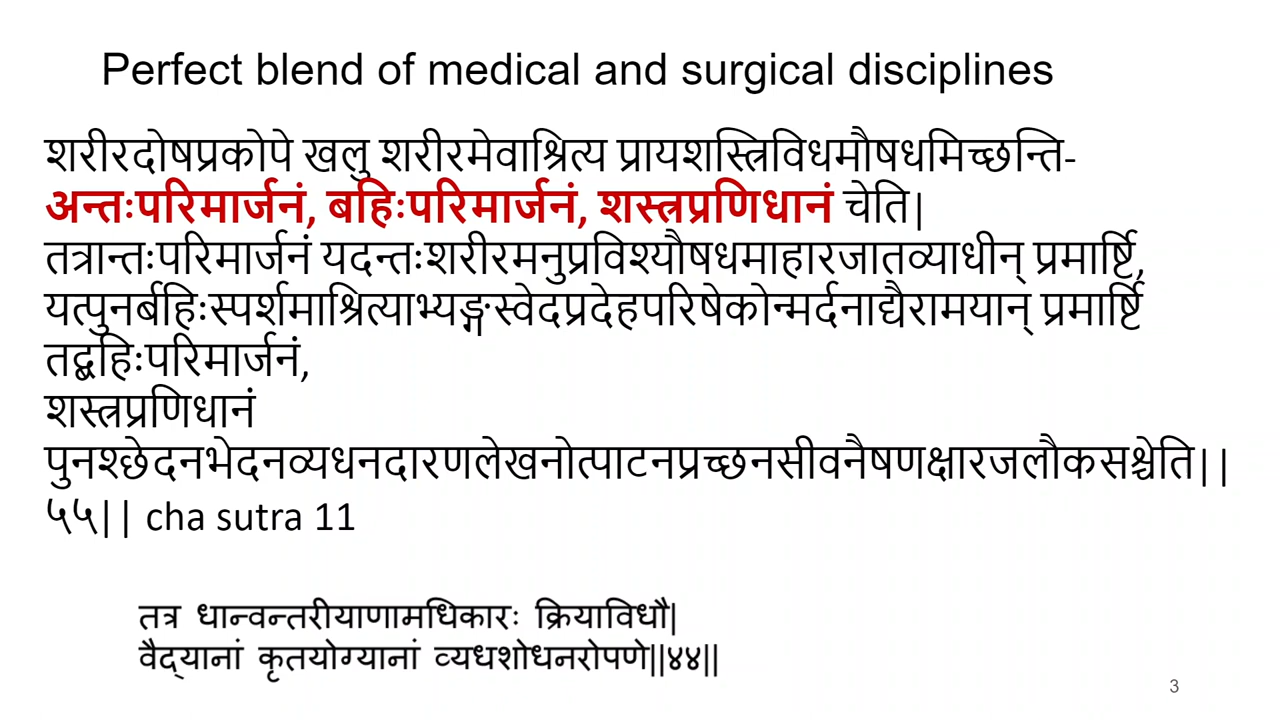 Perfect blend of medical and surgical disciplines
शरीरदोषप्रकोपे खलु शरीरमेवाश्रित्य प्रायशस्त्रिविधमौषधमिच्छन्ति-
अन्तःपरिमार्जनं, बहिःपरिमार्जनं, शस्त्रप्रणिधानं चेति|
तत्रान्तःपरिमार्जनं यदन्तःशरीरमनुप्रविश्यौषधमाहारजातव्याधीन् प्रमार्ष्टि,
यत्पुनर्बहिःस्पर्शमाश्रित्याभ्यङ्गस्वेदप्रदेहपरिषेकोन्मर्दनाद्यैरामयान् प्रमार्ष्टि
तद्बहिःपरिमार्जनं,
शस्त्रप्रणिधानं
पुनश्छेदनभेदनव्यधनदारणलेखनोत्पाटनप्रच्छनसीवनैषणक्षारजलौकसश्चेति||
५५|| cha sutra 11
तत्र धान्वन्तरीयाणामधिकारः क्रियाविधौ|
वैद्यानां कृतयोग्यानां व्यधशोधनरोपणे||४४||
3